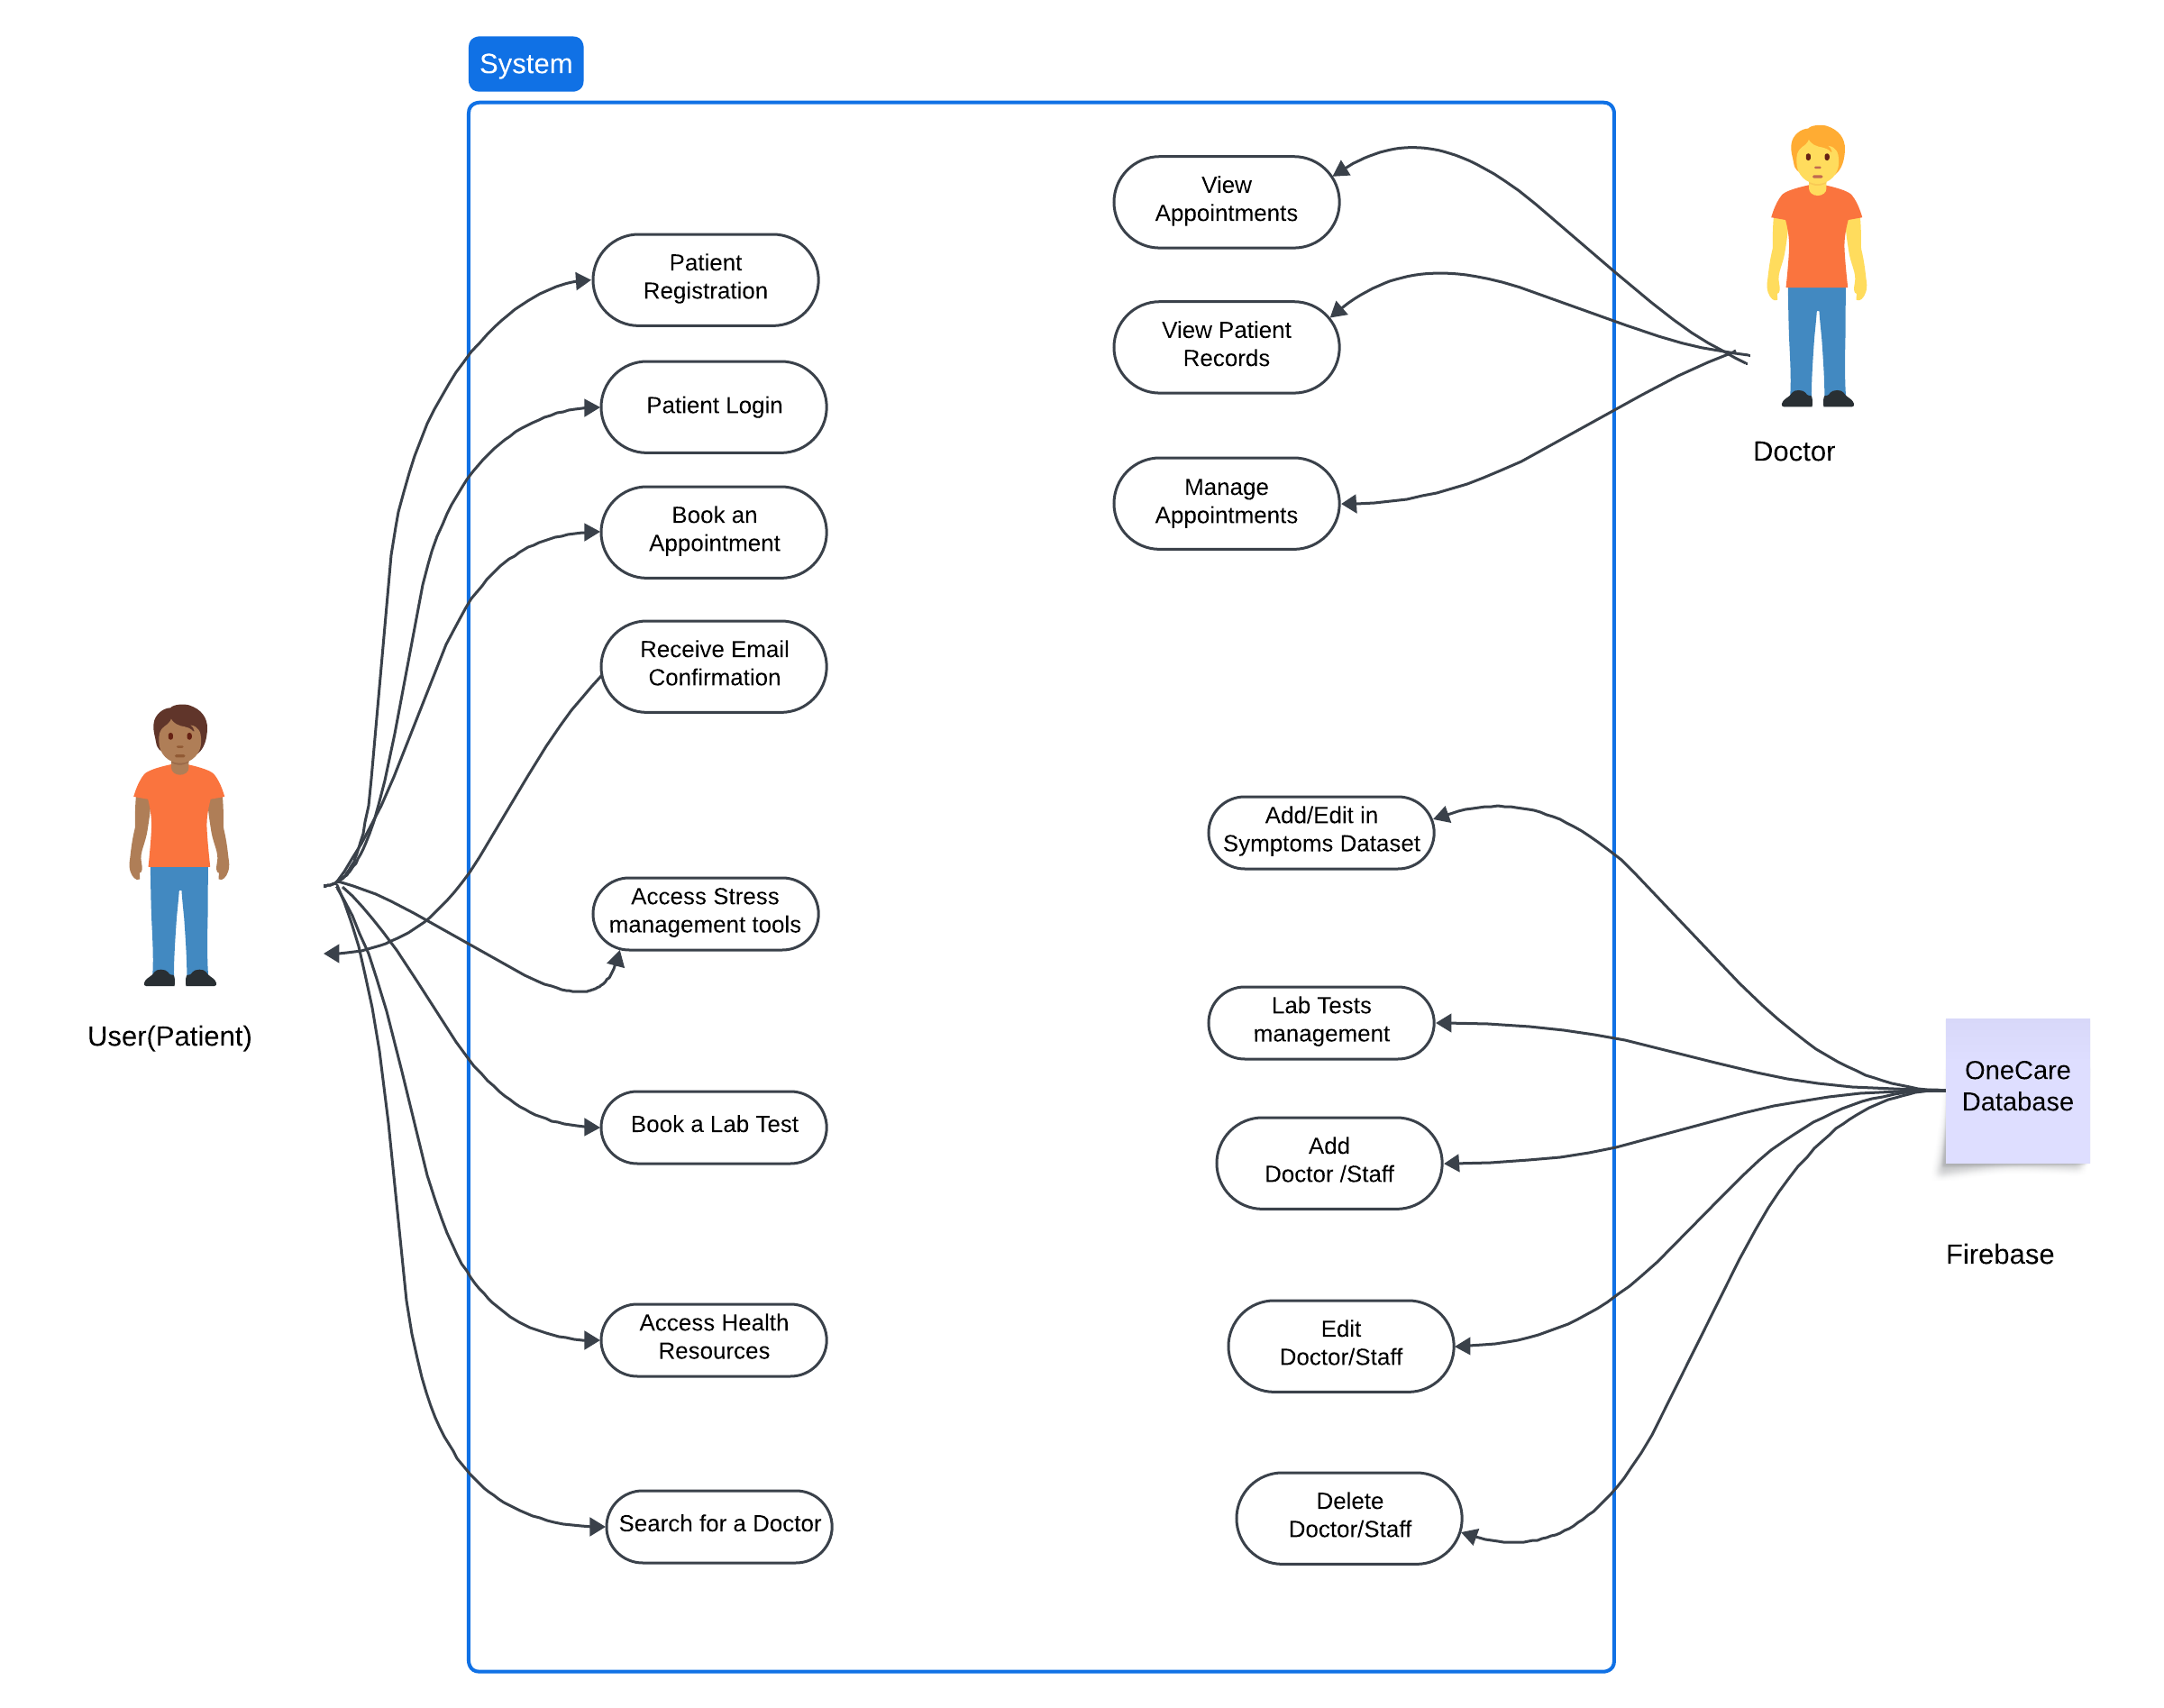 System
Patient
Registration
Patient Login
Book an
Appointment
Receive Email
Confirmation
Access Stress
management tools
Book a Lab Test
Access Health
Resources
Search for a Doctor
User(Patient)
View
Appointments
View Patient
Records
Manage
Appointments
Doctor
Add/Edit in
Symptoms Dataset
Lab Tests
management
Add
Doctor /Staff
Edit
Doctor/Staff
Delete
Doctor/Staff
OneCare
Database
Firebase